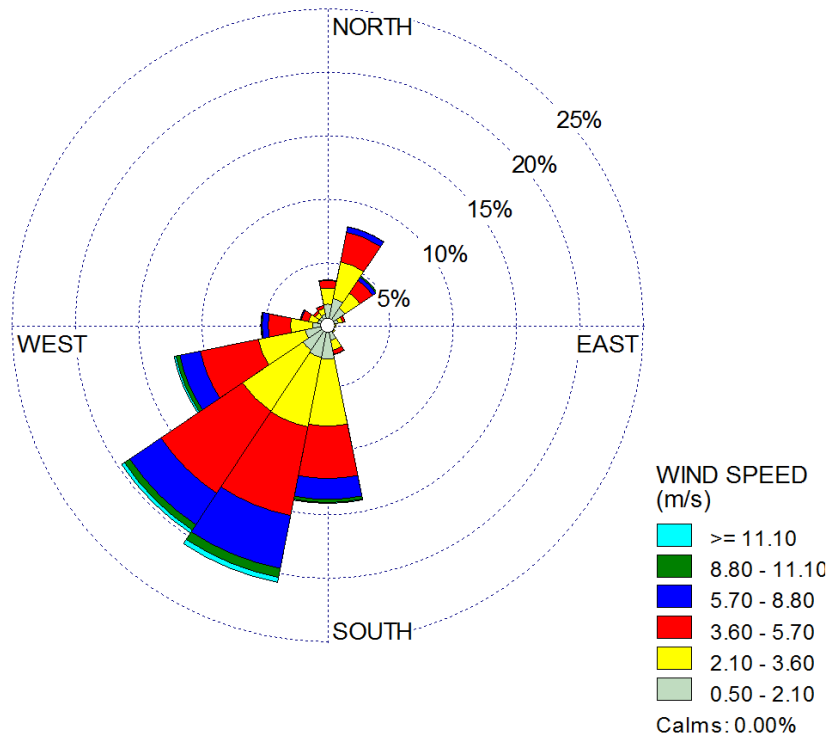 NORTH
25%
20%
15%
10%
5%
WEST
EAST
SOUTH
WIND SPEED
(m/s)
>= 11.10
8.80 - 11.10
5.70 - 8.80
3.60 - 5.70
2.10 - 3.60
0.50 - 2.10
Calms: 0.00%